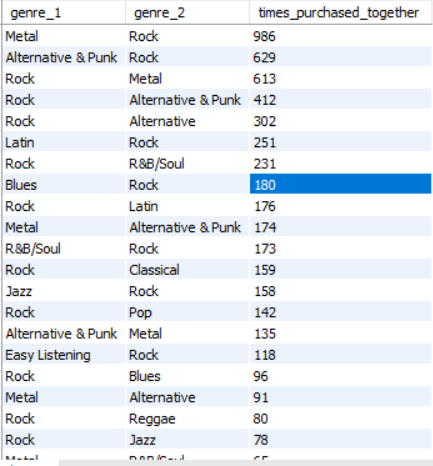 genre_1 genre_2 times_purchased_together
Metal Rock 986
Alternative & Punk Rock 629
Rock Metal 613
Rock Alternative & Punk 412
Rock Alternative 302
Latin Rock 251
Rock R&B/Soul 231
Blues Rock 180
Rock Latin 176
Metal Alternative & Punk 174
R&B/Soul Rock 173
Rock Classical 159
Jazz Rock 158
Rock Pop 142
Alternative & Punk Metal 135
Easy Listening Rock 118
Rock Blues 96
Metal Alternative 91
Rock Reggae 80
Rock Jazz 78
Metal R&B/Soul 65